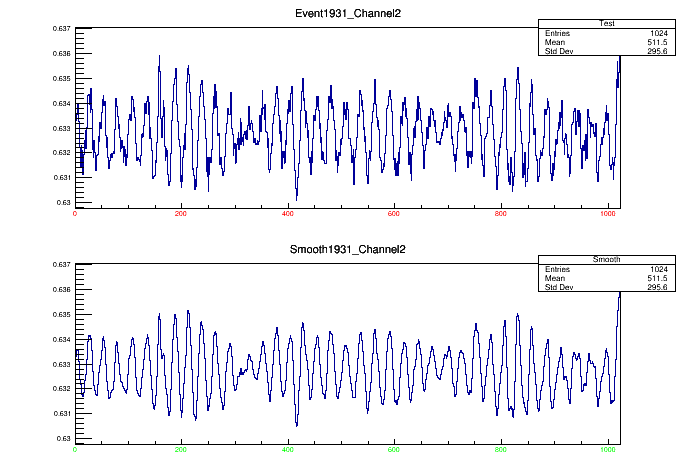 Event1931_Channel2
Test
Entries 1024
Mean 511.5
Std Dev 295.6
0.637
0.636
0.635
0.634
0.633
0.632
0.631
0.63
0 200 400 600 800 1000
Smooth1931_Channel2
Smooth
Entries 1024
Mean 511.5
Std Dev 295.6
0.637
0.636
0.635
0.634
0.633
0.632
0.631
0.63
0 200 400 600 800 1000